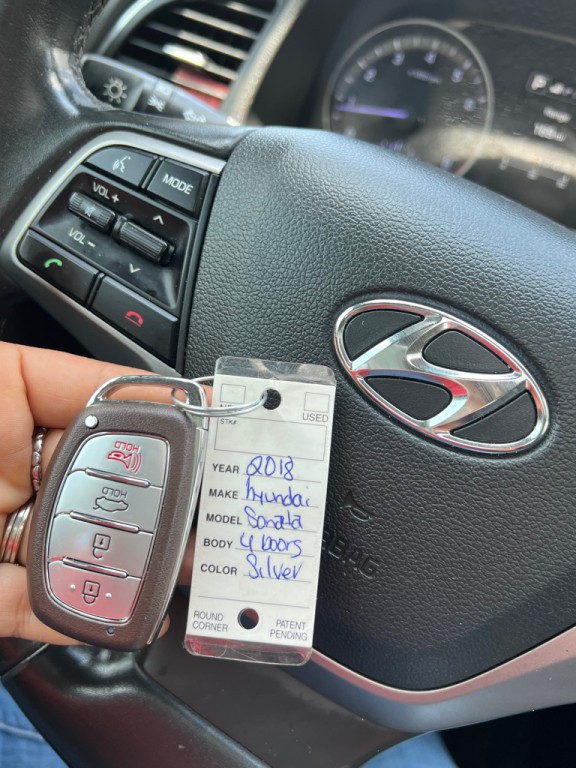 MODE
VOL+
VOL−
P
Range
HOLD
HOLD
USED
STK#
YEAR 2018
MAKE hyundai
MODEL Sonata
BODY 4 DOORS
COLOR Silver
ROUND CORNER
PATENT PENDING